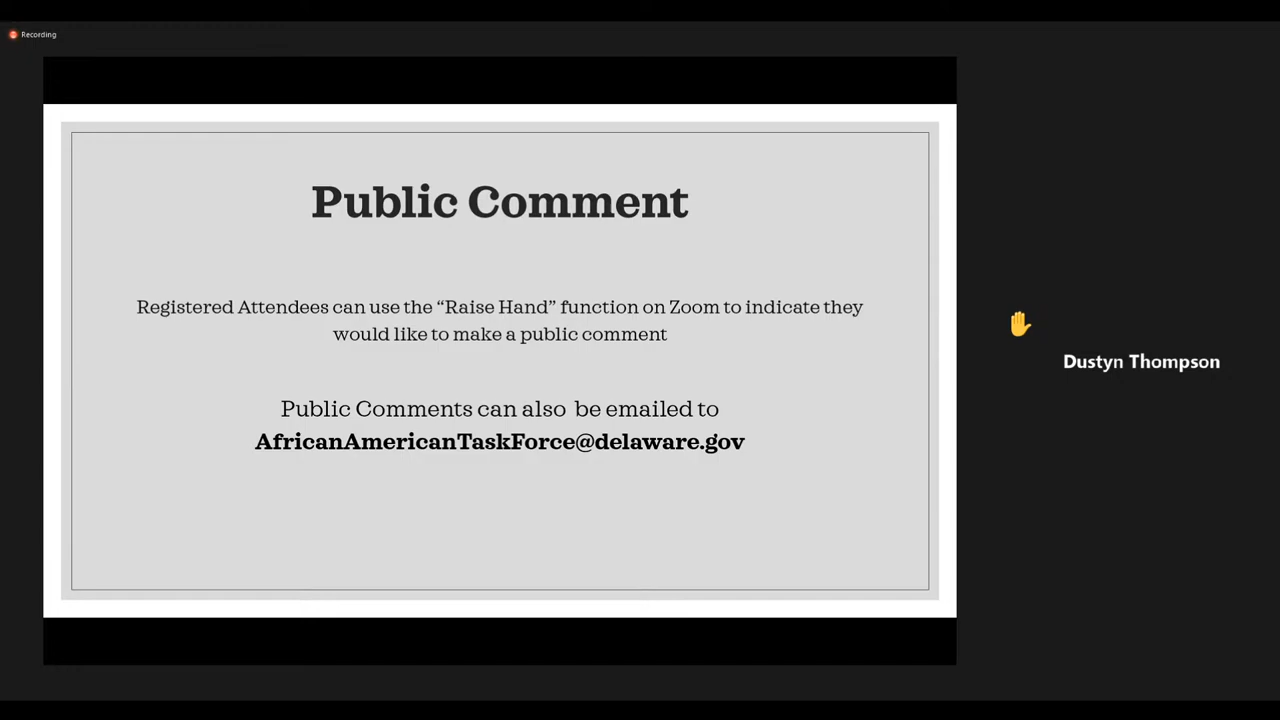 Recording
Public Comment
Registered Attendees can use the “Raise Hand” function on Zoom to indicate they
would like to make a public comment
Public Comments can also  be emailed to
AfricanAmericanTaskForce@delaware.gov
Dustyn Thompson